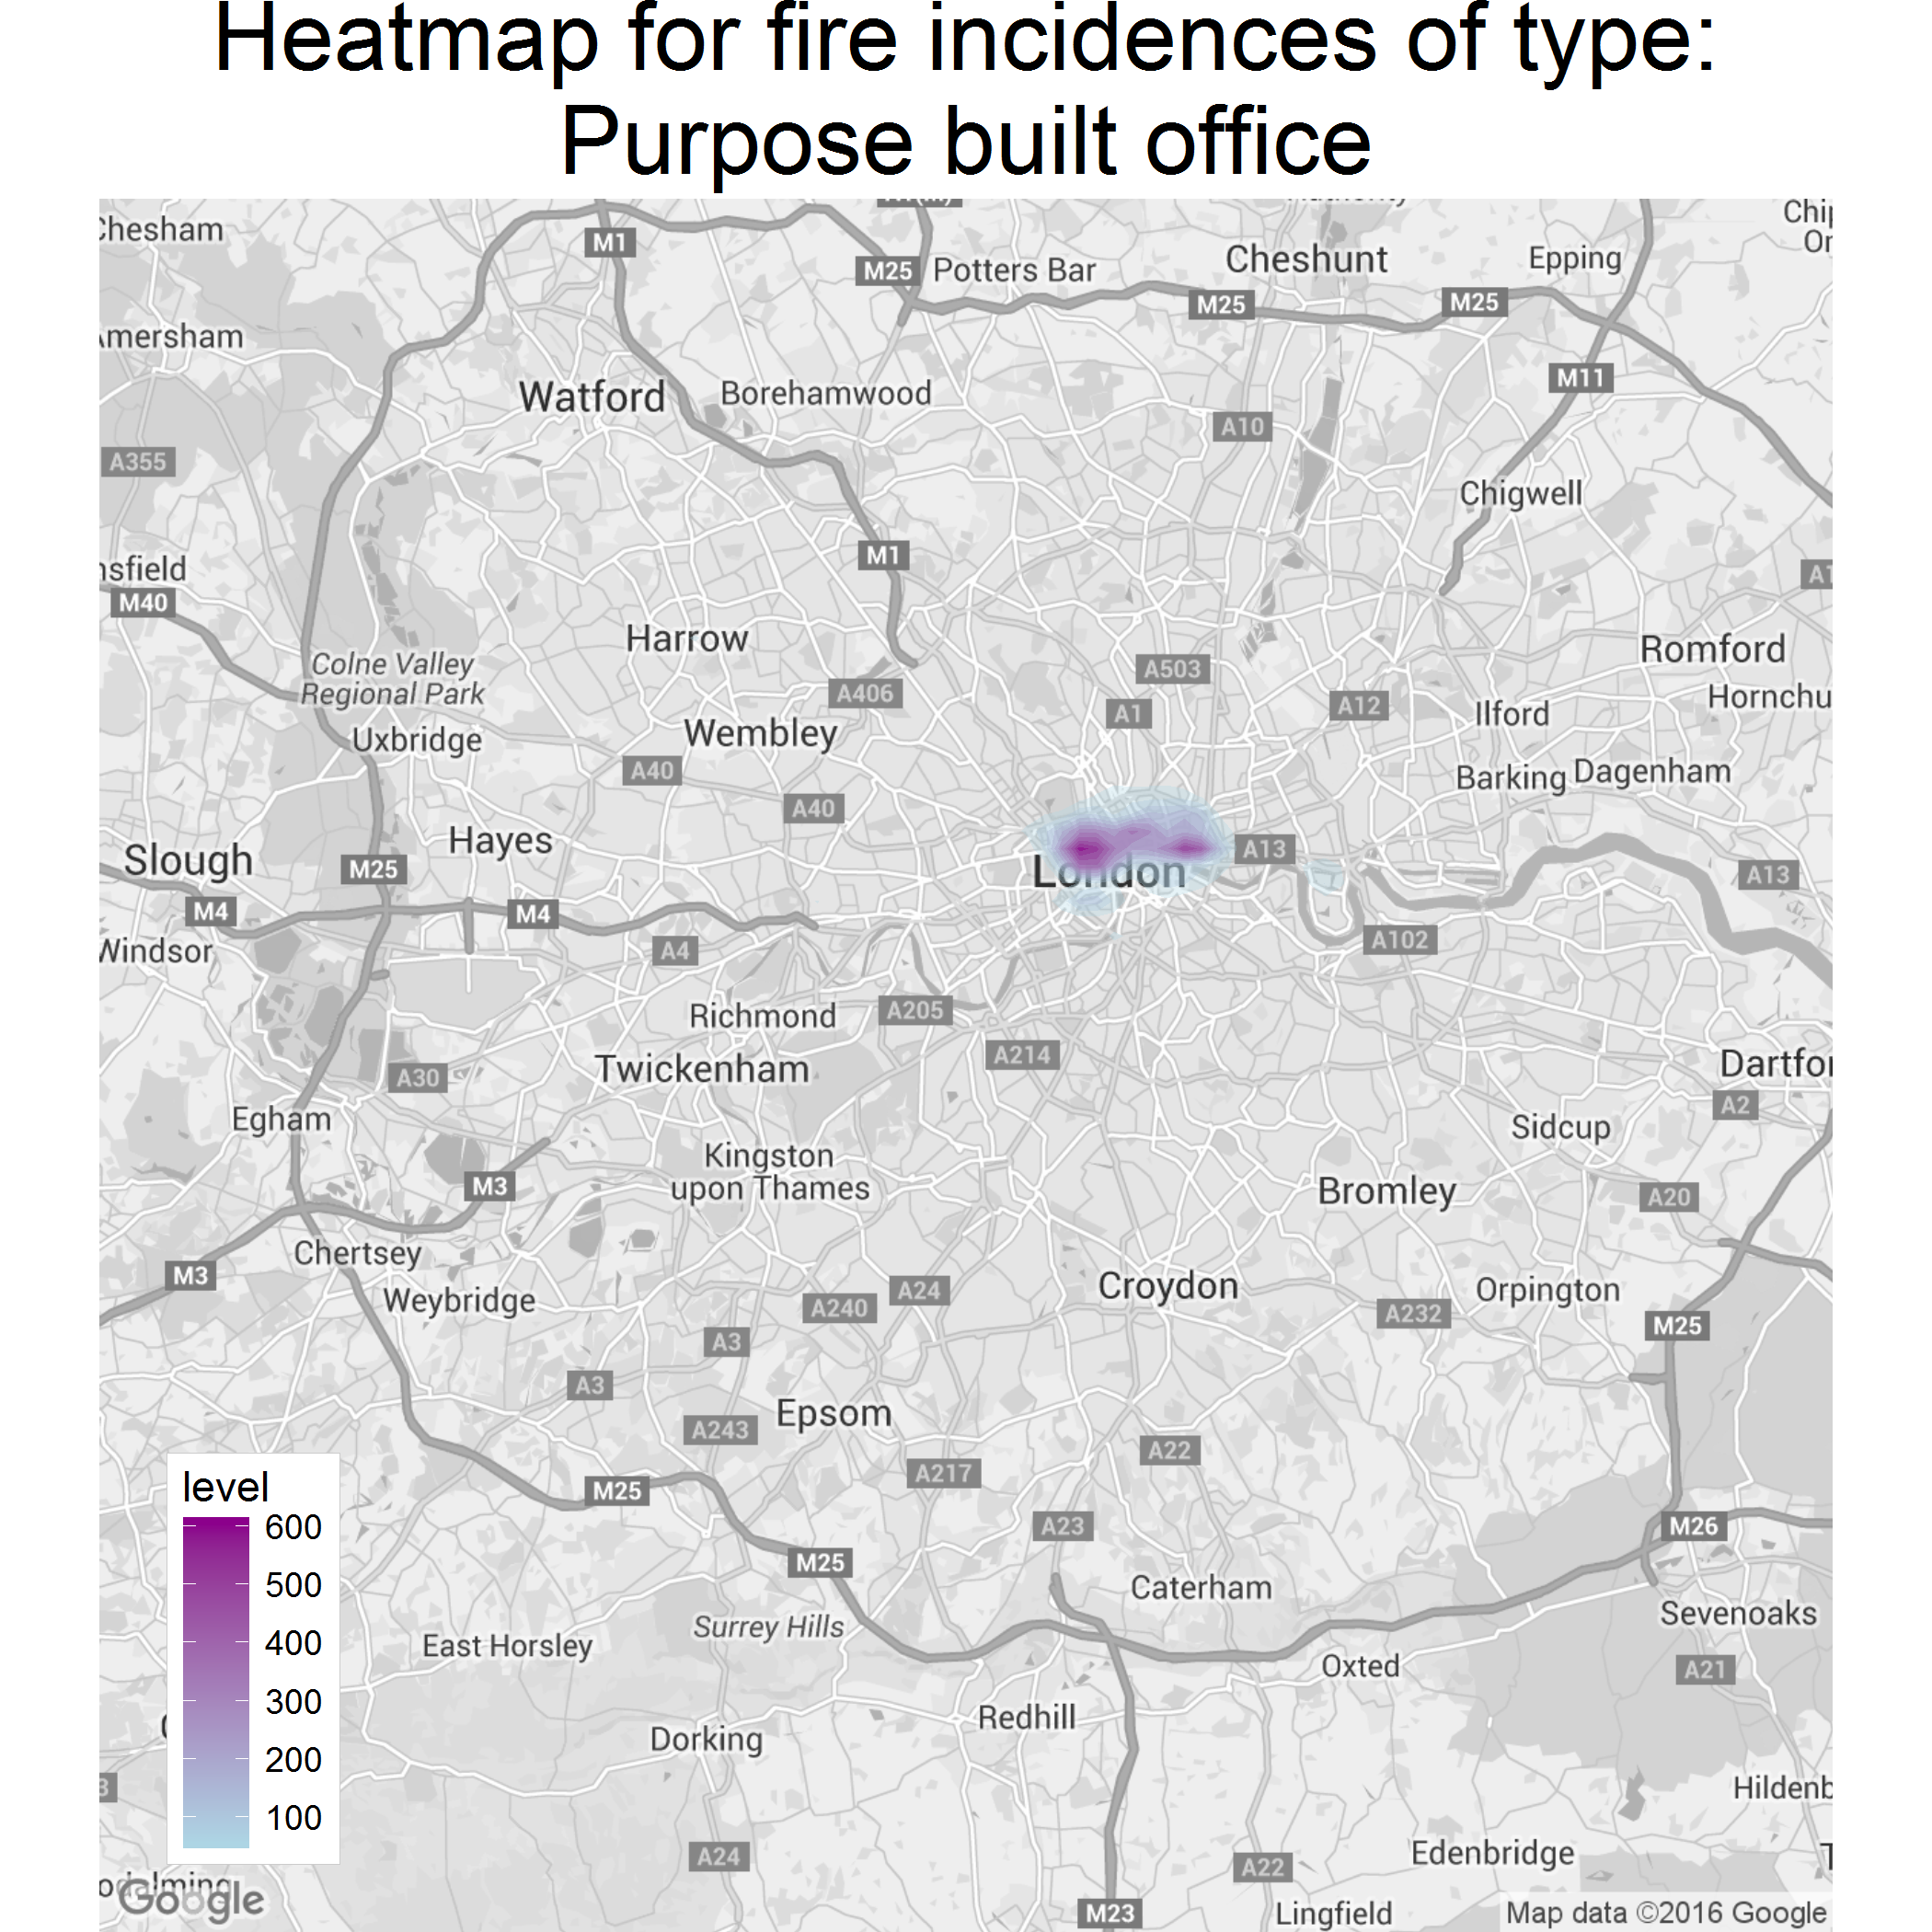 Heatmap for fire incidences of type:
Purpose built office
Chesham
M1
M25
Potters Bar
Cheshunt
Epping
M25
M25
Amersham
M11
Watford
Borehamwood
A10
A355
Chigwell
M1
nsfield
M40
Harrow
Romford
Colne Valley
Regional Park
A503
A406
A1
A12
Ilford
Hornchu
Uxbridge
Wembley
A40
Barking
Dagenham
A40
Hayes
Slough
M25
London
A13
A13
M4
M4
Windsor
A4
A102
Richmond
A205
Twickenham
A214
A30
Dartfor
A2
Egham
Sidcup
Kingston
upon Thames
M3
Bromley
A20
Chertsey
M3
Weybridge
A24
A240
Croydon
A232
Orpington
M25
A3
A3
Epsom
A243
A22
A217
level
600
500
400
300
200
100
M25
A23
M26
M25
Caterham
Sevenoaks
Surrey Hills
East Horsley
Oxted
A21
Redhill
Dorking
Hildenb
A24
A22
Edenbridge
Google
M23
Lingfield
Map data ©2016 Google